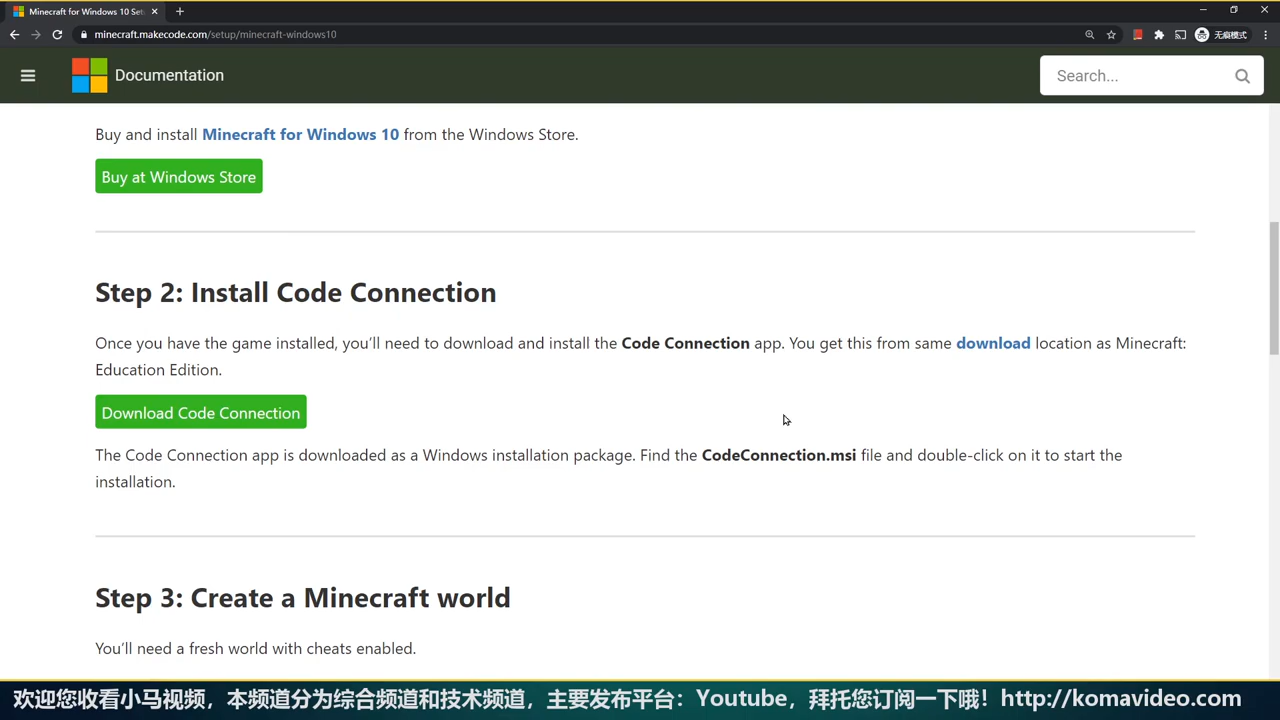 Minecraft for Windows 10 Set
minecraft.makecode.com/setup/minecraft-windows10
无痕模式
Documentation
Search...
Buy and install Minecraft for Windows 10 from the Windows Store.
Buy at Windows Store
Step 2: Install Code Connection
Once you have the game installed, you’ll need to download and install the Code Connection app. You get this from same download location as Minecraft:
Education Edition.
Download Code Connection
The Code Connection app is downloaded as a Windows installation package. Find the CodeConnection.msi file and double-click on it to start the
installation.
Step 3: Create a Minecraft world
You’ll need a fresh world with cheats enabled.
欢迎您收看小马视频，本频道分为综合频道和技术频道，主要发布平台：Youtube，拜托您订阅一下哦！http://komavideo.com